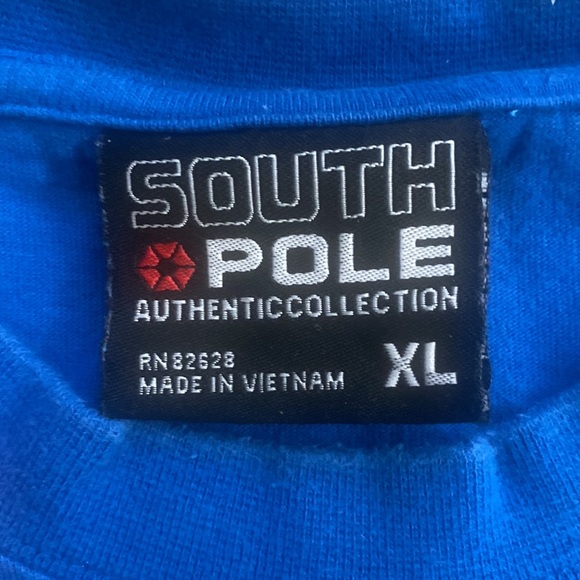 SOUTH
POLE
AUTHENTICCOLLECTION
RN82628
MADE IN VIETNAM
XL